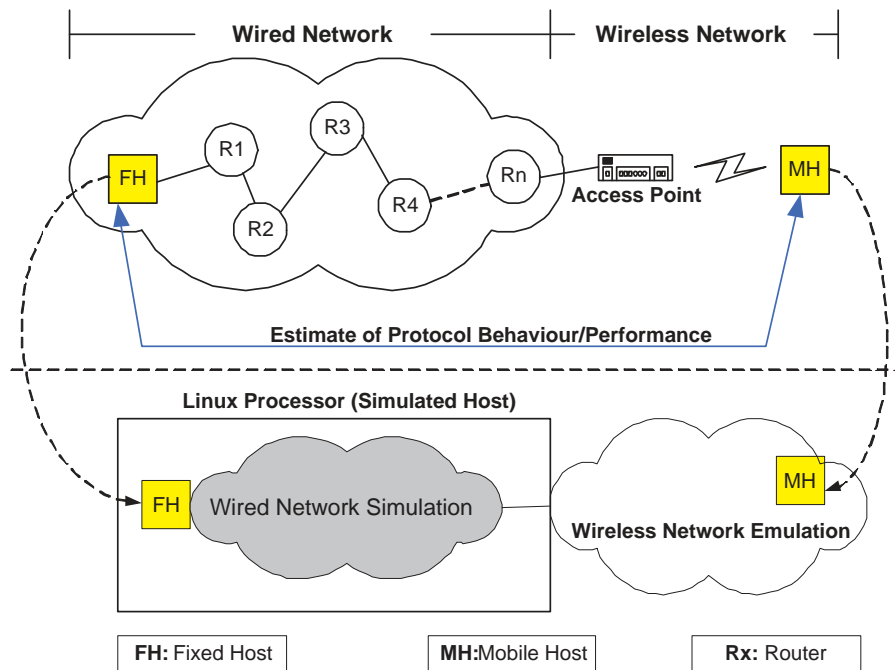 Wired Network
Wireless Network
FH
R1
R2
R3
R4
Rn
Access Point
MH
Estimate of Protocol Behaviour/Performance
Linux Processor (Simulated Host)
FH
Wired Network Simulation
MH
Wireless Network Emulation
FH: Fixed Host
MH:Mobile Host
Rx: Router